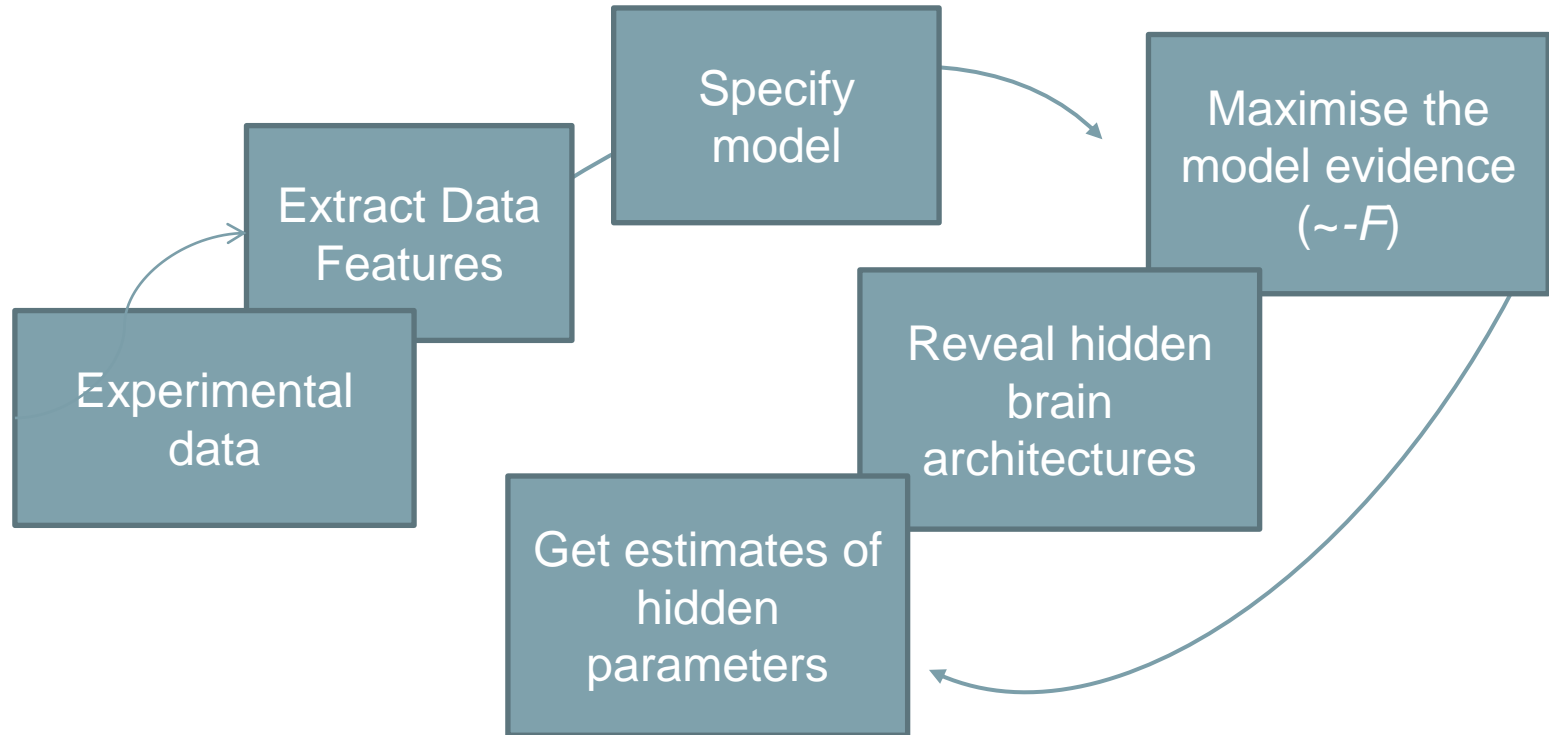 Experimental
data
Extract Data
Features
Specify
model
Maximise the
model evidence
(~-F)
Reveal hidden
brain
architectures
Get estimates of
hidden
parameters